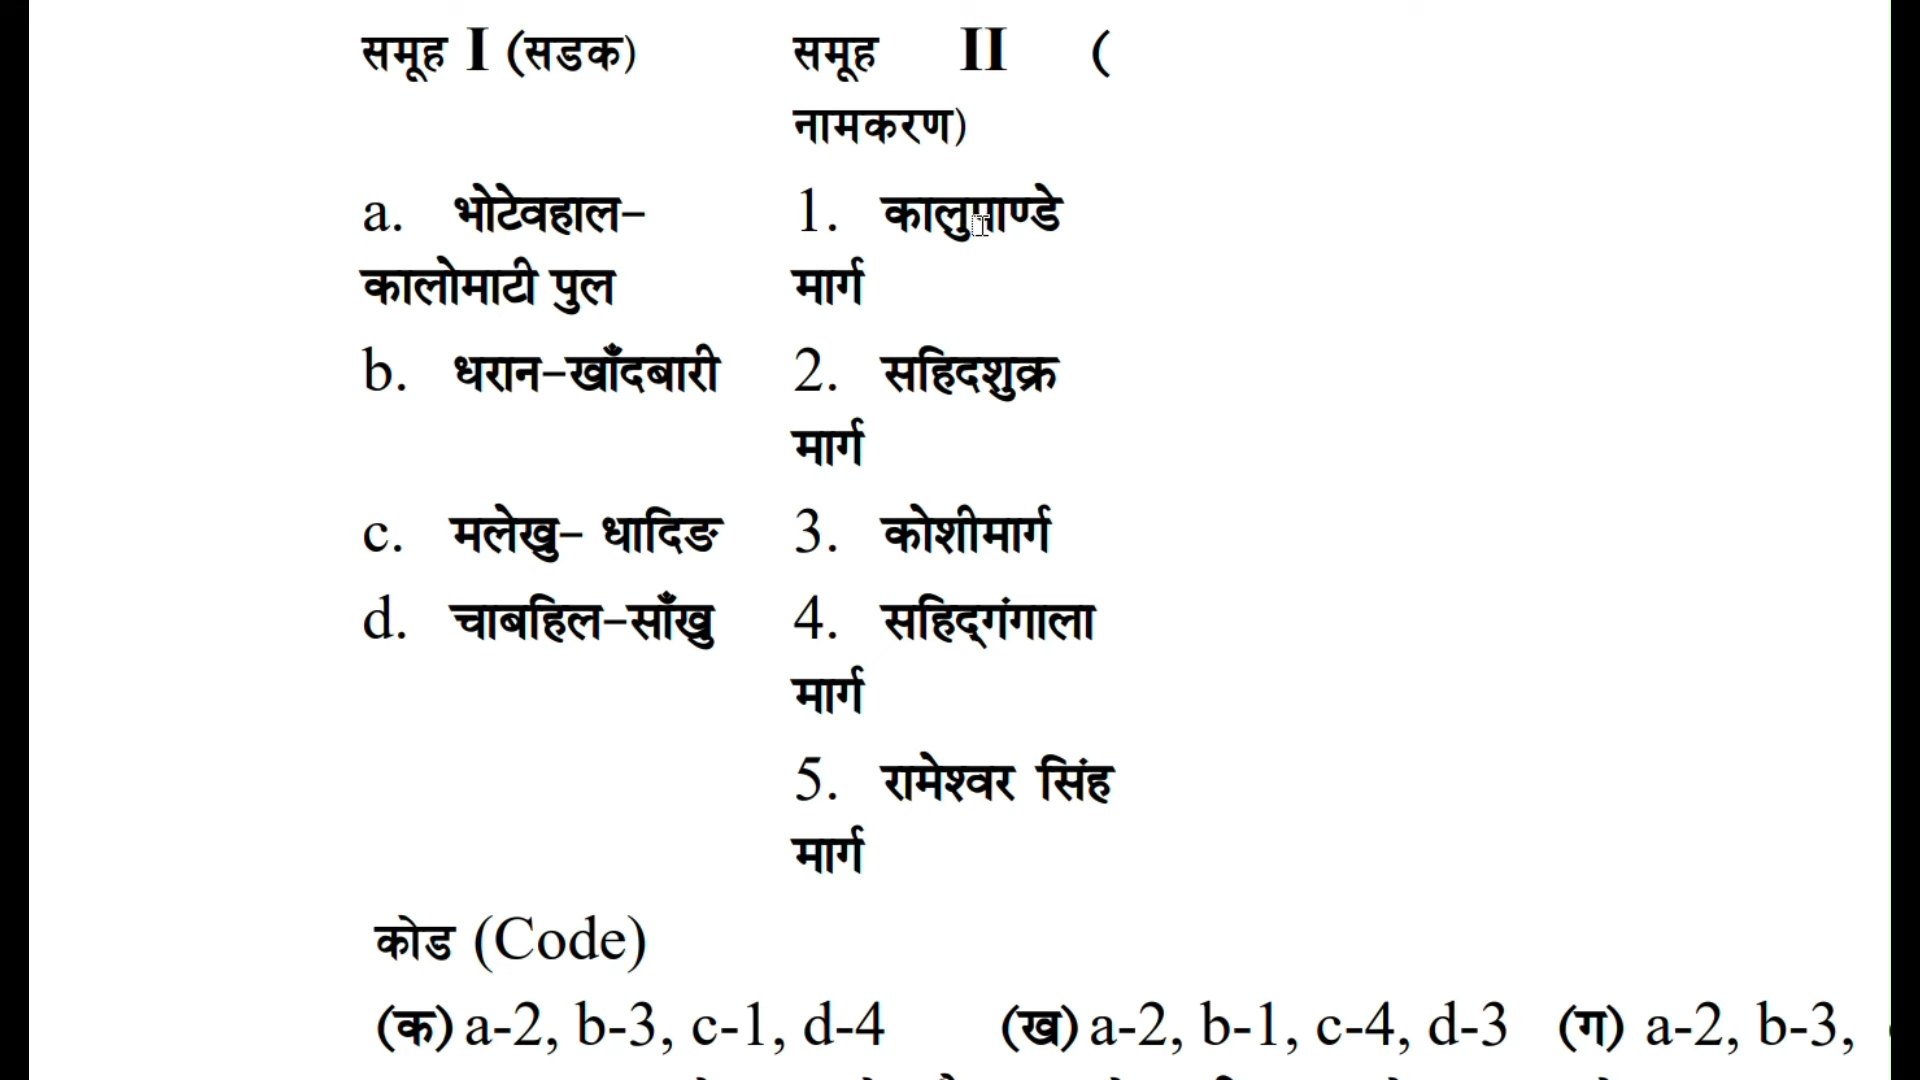 समूह I (सडक) समूह II (
नामकरण)
a. भोटेवहाल- 1. कालुपाण्डे
कालोमाटी पुल मार्ग
b. धरान-खाँदबारी 2. सहिदशुक्र
मार्ग
c. मलेखु- धादिङ 3. कोशीमार्ग
d. चाबहिल-साँखु 4. सहिद्गंगाला
मार्ग
5. रामेश्वर सिंह
मार्ग
कोड (Code)
(क) a-2, b-3, c-1, d-4 (ख) a-2, b-1, c-4, d-3 (ग) a-2, b-3,